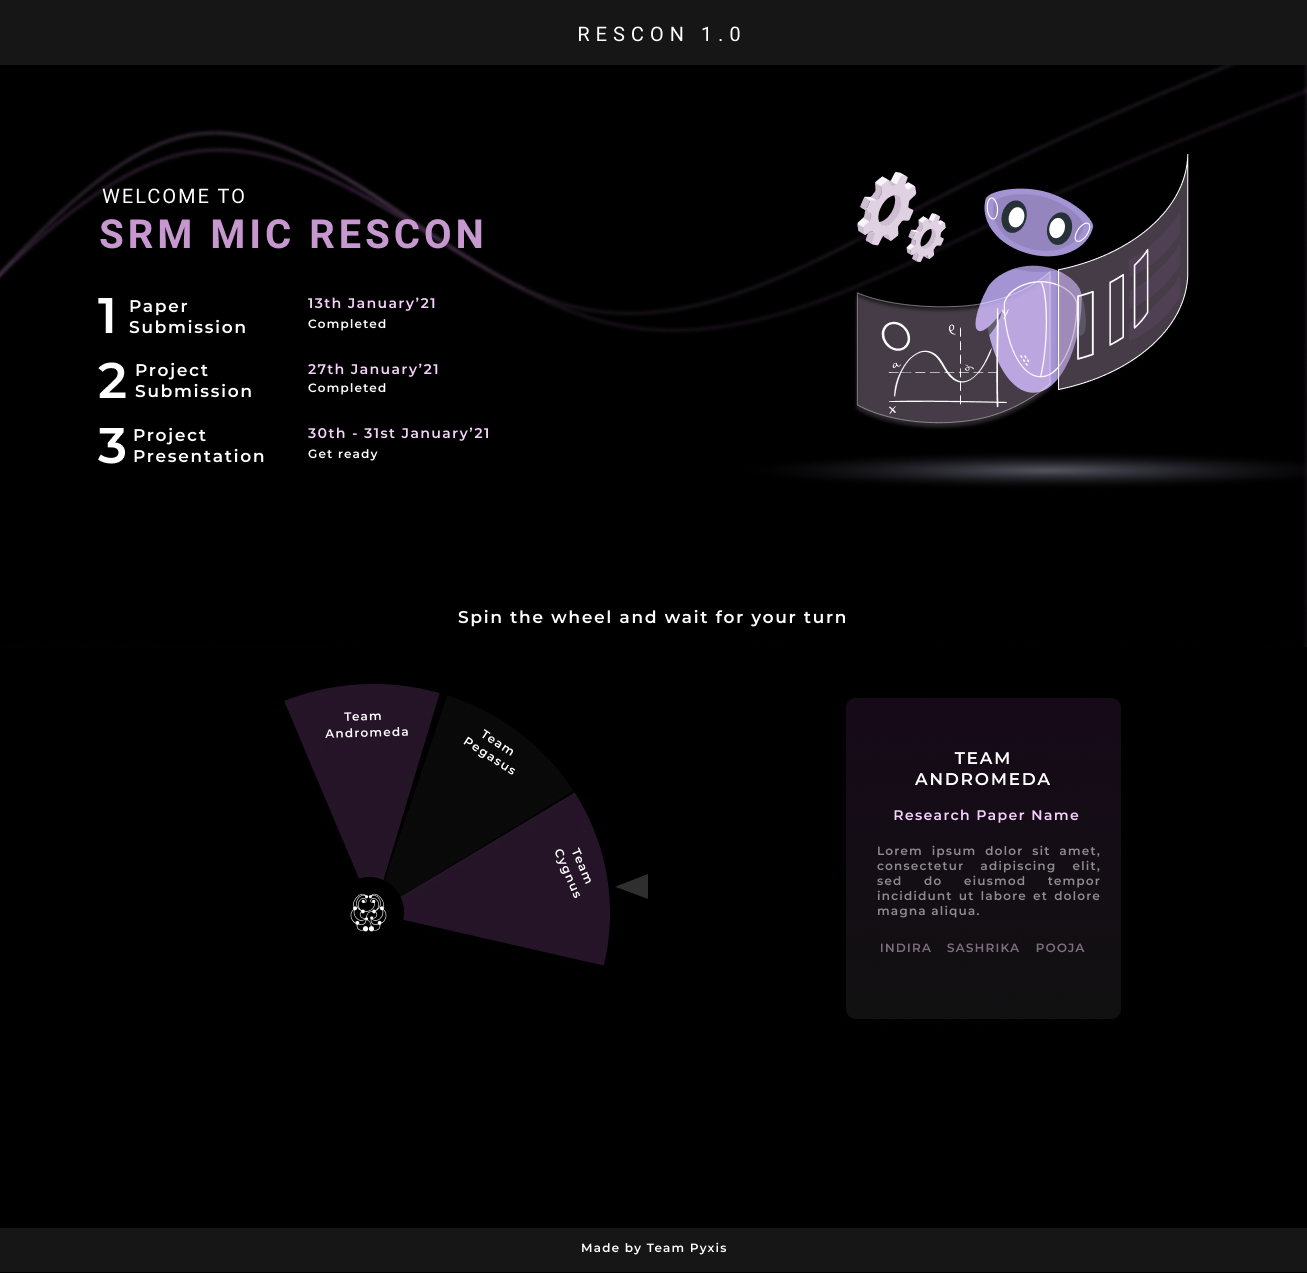 RESCON 1.0
WELCOME TO
SRM MIC RESCON
1 Paper
Submission
13th January’21
Completed
2 Project
Submission
27th January’21
Completed
3 Project
Presentation
30th - 31st January’21
Get ready
a
x
y
Spin the wheel and wait for your turn
Team
Andromeda
Team
Pegasus
Team
Cygnus
TEAM
ANDROMEDA
Research Paper Name
Lorem ipsum dolor sit amet,
consectetur adipiscing elit,
sed do eiusmod tempor
incididunt ut labore et dolore
magna aliqua.
INDIRA SASHRIKA POOJA
Made by Team Pyxis